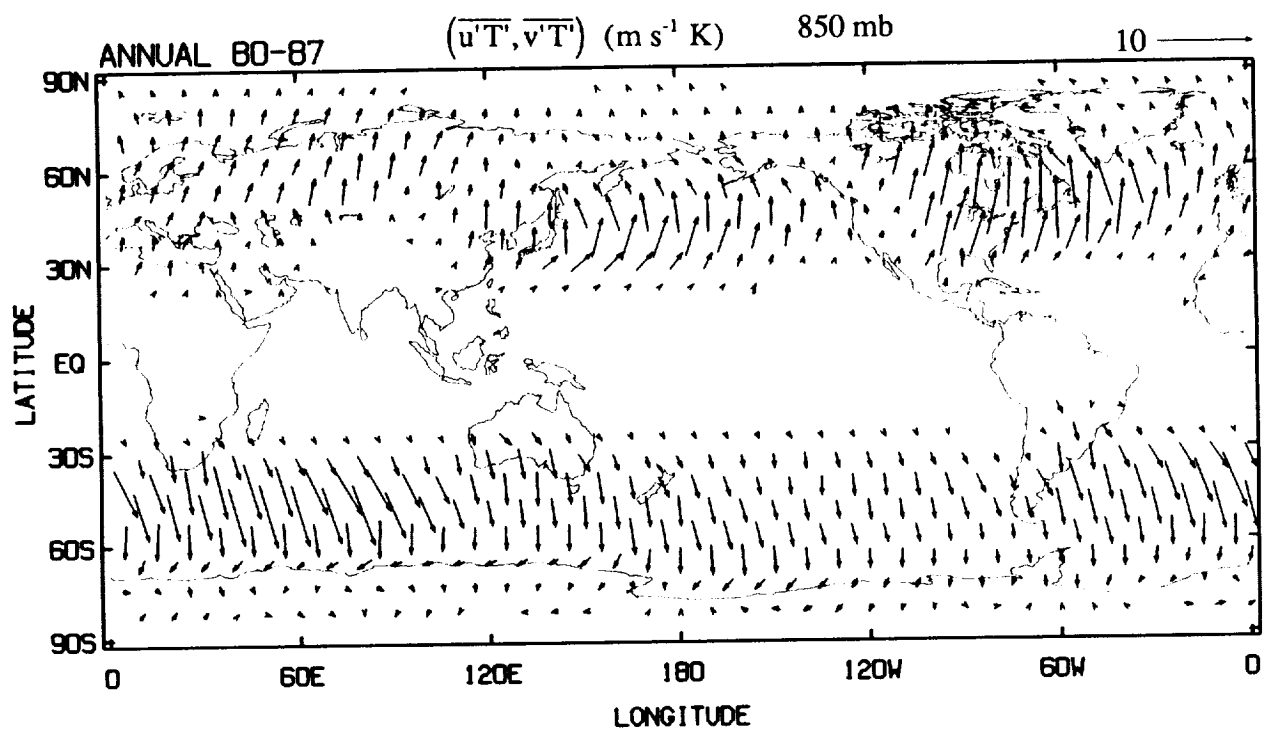 (u'T', v'T') (m s⁻¹ K) 850 mb
ANNUAL 80-87 10
90N
60N
30N
EQ
30S
60S
90S
LATITUDE
0 60E 120E 180 120W 60W 0
LONGITUDE